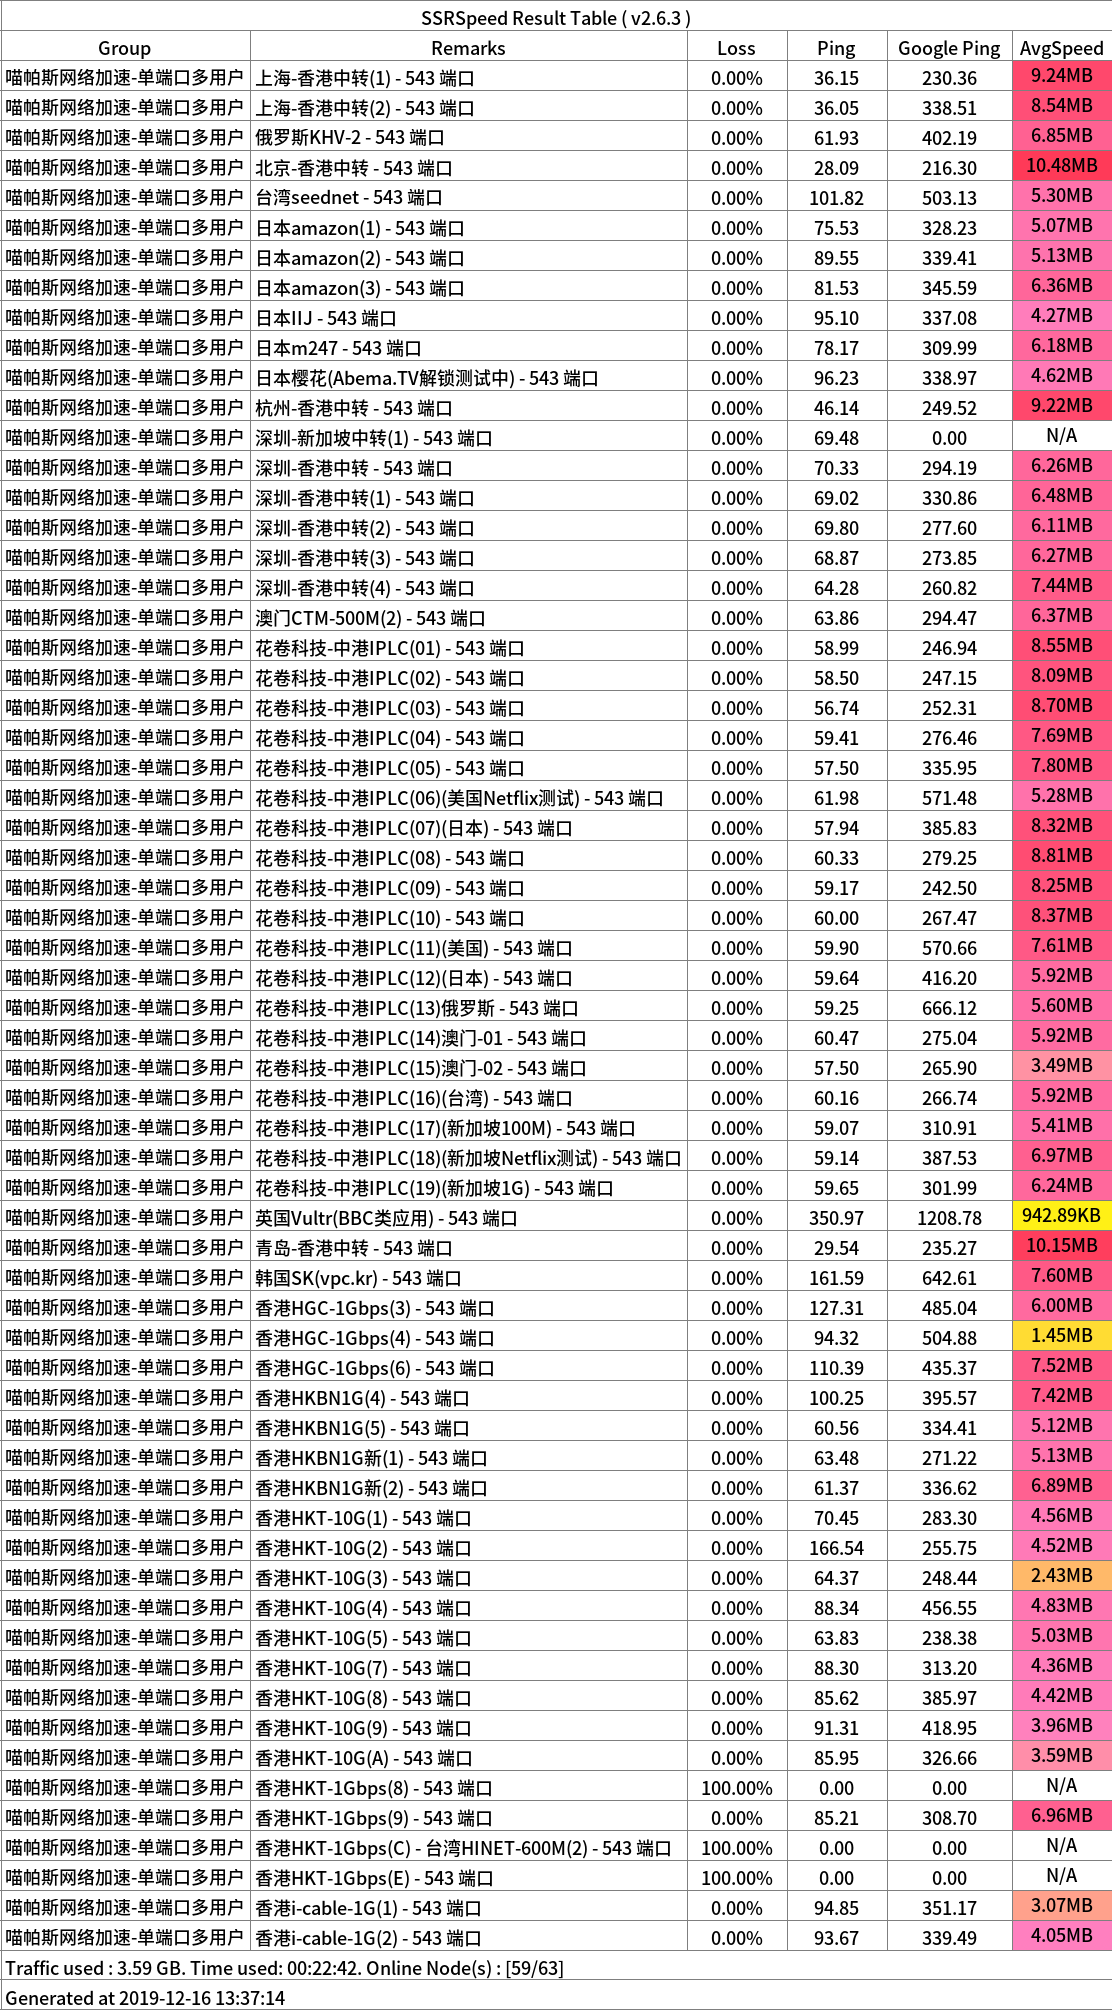 SSRSpeed Result Table ( v2.6.3 )
Group Remarks Loss Ping Google Ping AvgSpeed
喵帕斯网络加速-单端口多用户 上海-香港中转(1) - 543 端口 0.00% 36.15 230.36 9.24MB
喵帕斯网络加速-单端口多用户 上海-香港中转(2) - 543 端口 0.00% 36.05 338.51 8.54MB
喵帕斯网络加速-单端口多用户 俄罗斯KHV-2 - 543 端口 0.00% 61.93 402.19 6.85MB
喵帕斯网络加速-单端口多用户 北京-香港中转 - 543 端口 0.00% 28.09 216.30 10.48MB
喵帕斯网络加速-单端口多用户 台湾seednet - 543 端口 0.00% 101.82 503.13 5.30MB
喵帕斯网络加速-单端口多用户 日本amazon(1) - 543 端口 0.00% 75.53 328.23 5.07MB
喵帕斯网络加速-单端口多用户 日本amazon(2) - 543 端口 0.00% 89.55 339.41 5.13MB
喵帕斯网络加速-单端口多用户 日本amazon(3) - 543 端口 0.00% 81.53 345.59 6.36MB
喵帕斯网络加速-单端口多用户 日本IIJ - 543 端口 0.00% 95.10 337.08 4.27MB
喵帕斯网络加速-单端口多用户 日本m247 - 543 端口 0.00% 78.17 309.99 6.18MB
喵帕斯网络加速-单端口多用户 日本樱花(Abema.TV解锁测试中) - 543 端口 0.00% 96.23 338.97 4.62MB
喵帕斯网络加速-单端口多用户 杭州-香港中转 - 543 端口 0.00% 46.14 249.52 9.22MB
喵帕斯网络加速-单端口多用户 深圳-新加坡中转(1) - 543 端口 0.00% 69.48 0.00 N/A
喵帕斯网络加速-单端口多用户 深圳-香港中转 - 543 端口 0.00% 70.33 294.19 6.26MB
喵帕斯网络加速-单端口多用户 深圳-香港中转(1) - 543 端口 0.00% 69.02 330.86 6.48MB
喵帕斯网络加速-单端口多用户 深圳-香港中转(2) - 543 端口 0.00% 69.80 277.60 6.11MB
喵帕斯网络加速-单端口多用户 深圳-香港中转(3) - 543 端口 0.00% 68.87 273.85 6.27MB
喵帕斯网络加速-单端口多用户 深圳-香港中转(4) - 543 端口 0.00% 64.28 260.82 7.44MB
喵帕斯网络加速-单端口多用户 澳门CTM-500M(2) - 543 端口 0.00% 63.86 294.47 6.37MB
喵帕斯网络加速-单端口多用户 花卷科技-中港IPLC(01) - 543 端口 0.00% 58.99 246.94 8.55MB
喵帕斯网络加速-单端口多用户 花卷科技-中港IPLC(02) - 543 端口 0.00% 58.50 247.15 8.09MB
喵帕斯网络加速-单端口多用户 花卷科技-中港IPLC(03) - 543 端口 0.00% 56.74 252.31 8.70MB
喵帕斯网络加速-单端口多用户 花卷科技-中港IPLC(04) - 543 端口 0.00% 59.41 276.46 7.69MB
喵帕斯网络加速-单端口多用户 花卷科技-中港IPLC(05) - 543 端口 0.00% 57.50 335.95 7.80MB
喵帕斯网络加速-单端口多用户 花卷科技-中港IPLC(06)(美国Netflix测试) - 543 端口 0.00% 61.98 571.48 5.28MB
喵帕斯网络加速-单端口多用户 花卷科技-中港IPLC(07)(日本) - 543 端口 0.00% 57.94 385.83 8.32MB
喵帕斯网络加速-单端口多用户 花卷科技-中港IPLC(08) - 543 端口 0.00% 60.33 279.25 8.81MB
喵帕斯网络加速-单端口多用户 花卷科技-中港IPLC(09) - 543 端口 0.00% 59.17 242.50 8.25MB
喵帕斯网络加速-单端口多用户 花卷科技-中港IPLC(10) - 543 端口 0.00% 60.00 267.47 8.37MB
喵帕斯网络加速-单端口多用户 花卷科技-中港IPLC(11)(美国) - 543 端口 0.00% 59.90 570.66 7.61MB
喵帕斯网络加速-单端口多用户 花卷科技-中港IPLC(12)(日本) - 543 端口 0.00% 59.64 416.20 5.92MB
喵帕斯网络加速-单端口多用户 花卷科技-中港IPLC(13)俄罗斯 - 543 端口 0.00% 59.25 666.12 5.60MB
喵帕斯网络加速-单端口多用户 花卷科技-中港IPLC(14)澳门-01 - 543 端口 0.00% 60.47 275.04 5.92MB
喵帕斯网络加速-单端口多用户 花卷科技-中港IPLC(15)澳门-02 - 543 端口 0.00% 57.50 265.90 3.49MB
喵帕斯网络加速-单端口多用户 花卷科技-中港IPLC(16)(台湾) - 543 端口 0.00% 60.16 266.74 5.92MB
喵帕斯网络加速-单端口多用户 花卷科技-中港IPLC(17)(新加坡100M) - 543 端口 0.00% 59.07 310.91 5.41MB
喵帕斯网络加速-单端口多用户 花卷科技-中港IPLC(18)(新加坡Netflix测试) - 543 端口 0.00% 59.14 387.53 6.97MB
喵帕斯网络加速-单端口多用户 花卷科技-中港IPLC(19)(新加坡1G) - 543 端口 0.00% 59.65 301.99 6.24MB
喵帕斯网络加速-单端口多用户 英国Vultr(BBC类应用) - 543 端口 0.00% 350.97 1208.78 942.89KB
喵帕斯网络加速-单端口多用户 青岛-香港中转 - 543 端口 0.00% 29.54 235.27 10.15MB
喵帕斯网络加速-单端口多用户 韩国SK(vpc.kr) - 543 端口 0.00% 161.59 642.61 7.60MB
喵帕斯网络加速-单端口多用户 香港HGC-1Gbps(3) - 543 端口 0.00% 127.31 485.04 6.00MB
喵帕斯网络加速-单端口多用户 香港HGC-1Gbps(4) - 543 端口 0.00% 94.32 504.88 1.45MB
喵帕斯网络加速-单端口多用户 香港HGC-1Gbps(6) - 543 端口 0.00% 110.39 435.37 7.52MB
喵帕斯网络加速-单端口多用户 香港HKBN1G(4) - 543 端口 0.00% 100.25 395.57 7.42MB
喵帕斯网络加速-单端口多用户 香港HKBN1G(5) - 543 端口 0.00% 60.56 334.41 5.12MB
喵帕斯网络加速-单端口多用户 香港HKBN1G新(1) - 543 端口 0.00% 63.48 271.22 5.13MB
喵帕斯网络加速-单端口多用户 香港HKBN1G新(2) - 543 端口 0.00% 61.37 336.62 6.89MB
喵帕斯网络加速-单端口多用户 香港HKT-10G(1) - 543 端口 0.00% 70.45 283.30 4.56MB
喵帕斯网络加速-单端口多用户 香港HKT-10G(2) - 543 端口 0.00% 166.54 255.75 4.52MB
喵帕斯网络加速-单端口多用户 香港HKT-10G(3) - 543 端口 0.00% 64.37 248.44 2.43MB
喵帕斯网络加速-单端口多用户 香港HKT-10G(4) - 543 端口 0.00% 88.34 456.55 4.83MB
喵帕斯网络加速-单端口多用户 香港HKT-10G(5) - 543 端口 0.00% 63.83 238.38 5.03MB
喵帕斯网络加速-单端口多用户 香港HKT-10G(7) - 543 端口 0.00% 88.30 313.20 4.36MB
喵帕斯网络加速-单端口多用户 香港HKT-10G(8) - 543 端口 0.00% 85.62 385.97 4.42MB
喵帕斯网络加速-单端口多用户 香港HKT-10G(9) - 543 端口 0.00% 91.31 418.95 3.96MB
喵帕斯网络加速-单端口多用户 香港HKT-10G(A) - 543 端口 0.00% 85.95 326.66 3.59MB
喵帕斯网络加速-单端口多用户 香港HKT-1Gbps(8) - 543 端口 100.00% 0.00 0.00 N/A
喵帕斯网络加速-单端口多用户 香港HKT-1Gbps(9) - 543 端口 0.00% 85.21 308.70 6.96MB
喵帕斯网络加速-单端口多用户 香港HKT-1Gbps(C) - 台湾HINET-600M(2) - 543 端口 100.00% 0.00 0.00 N/A
喵帕斯网络加速-单端口多用户 香港HKT-1Gbps(E) - 543 端口 100.00% 0.00 0.00 N/A
喵帕斯网络加速-单端口多用户 香港i-cable-1G(1) - 543 端口 0.00% 94.85 351.17 3.07MB
喵帕斯网络加速-单端口多用户 香港i-cable-1G(2) - 543 端口 0.00% 93.67 339.49 4.05MB
Traffic used : 3.59 GB. Time used: 00:22:42. Online Node(s) : [59/63]
Generated at 2019-12-16 13:37:14